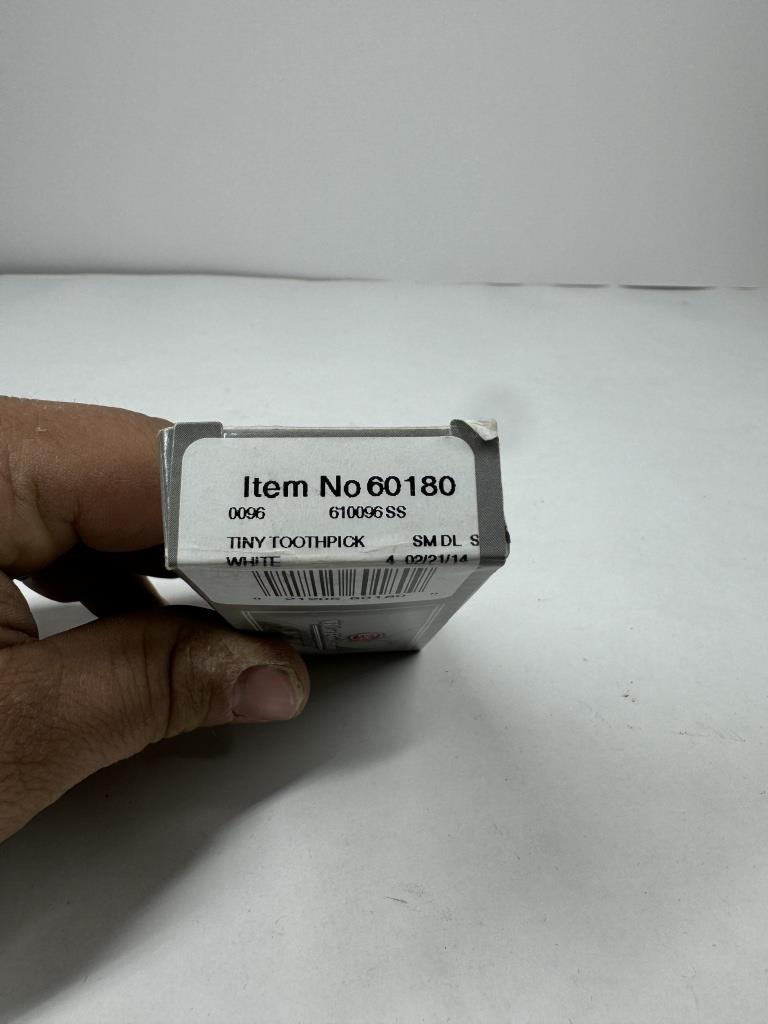 Item No 60180
0096 610096 SS
TINY TOOTHPICK SM DL S
WHITE 4 02/21/14